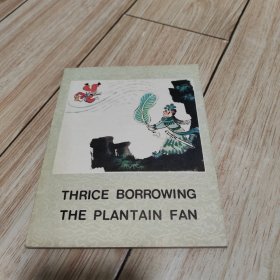 THRICE BORROWING
THE PLANTAIN FAN